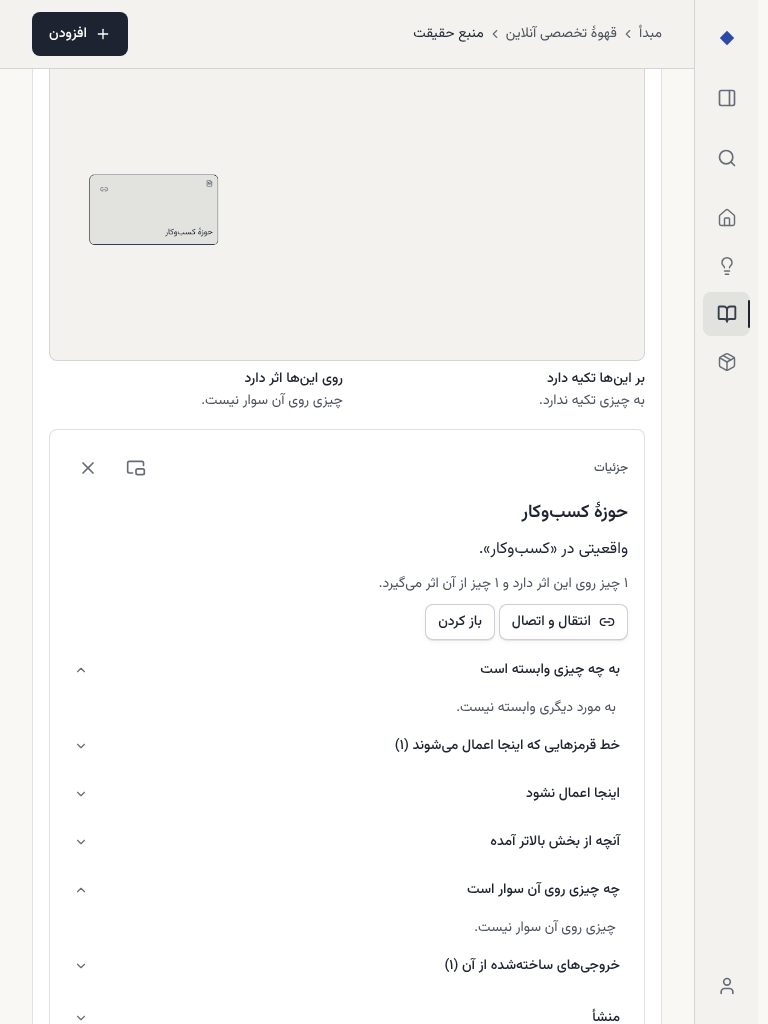 مبدأ › قهوهٔ تخصصی آنلاین › منبع حقیقت
افزودن
حوزهٔ کسب‌وکار
بر این‌ها تکیه دارد
به چیزی تکیه ندارد.
روی این‌ها اثر دارد
چیزی روی آن سوار نیست.
جزئیات
حوزهٔ کسب‌وکار
واقعیتی در «کسب‌وکار».
۱ چیز روی این اثر دارد و ۱ چیز از آن اثر می‌گیرد.
انتقال و اتصال
باز کردن
به چه چیزی وابسته است
به مورد دیگری وابسته نیست.
خط قرمزهایی که اینجا اعمال می‌شوند (۱)
اینجا اعمال نشود
آنچه از بخش بالاتر آمده
چه چیزی روی آن سوار است
چیزی روی آن سوار نیست.
خروجی‌های ساخته‌شده از آن (۱)
منشأ